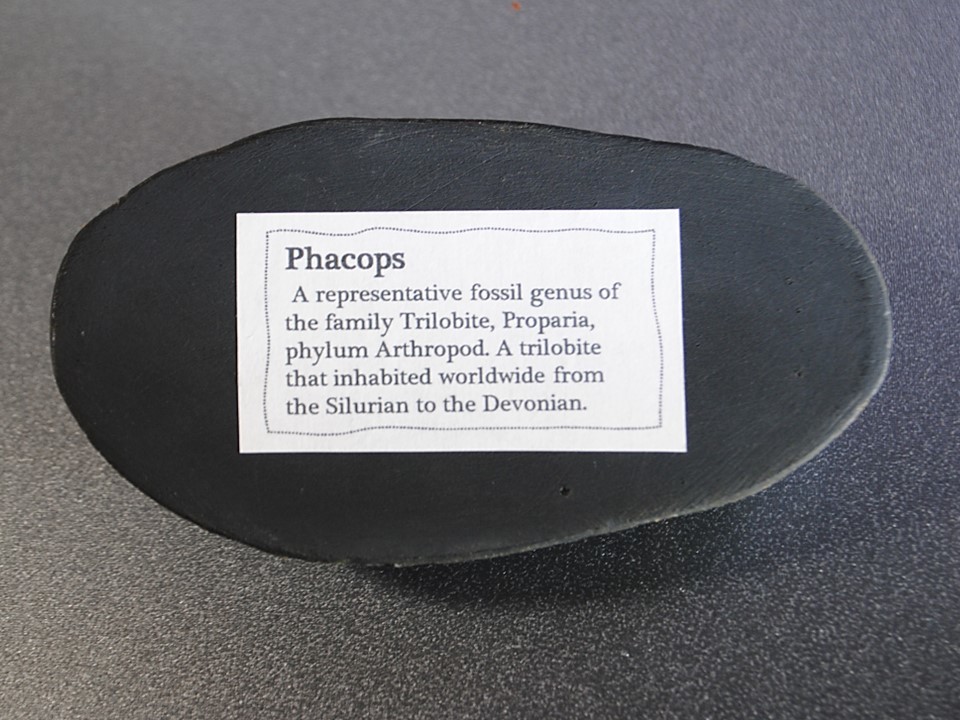 Phacops
A representative fossil genus of
the family Trilobite, Proparia,
phylum Arthropod. A trilobite
that inhabited worldwide from
the Silurian to the Devonian.